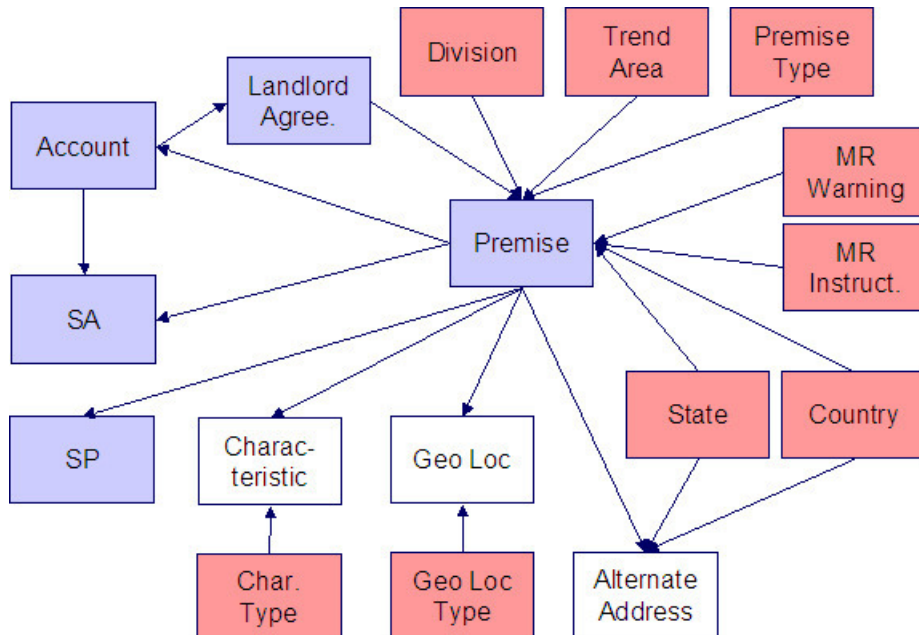 Division
Trend
Area
Premise
Type
Landlord
Agree.
Account
MR
Warning
Premise
MR
Instruct.
SA
State
Country
SP
Charac-
teristic
Geo Loc
Char.
Type
Geo Loc
Type
Alternate
Address